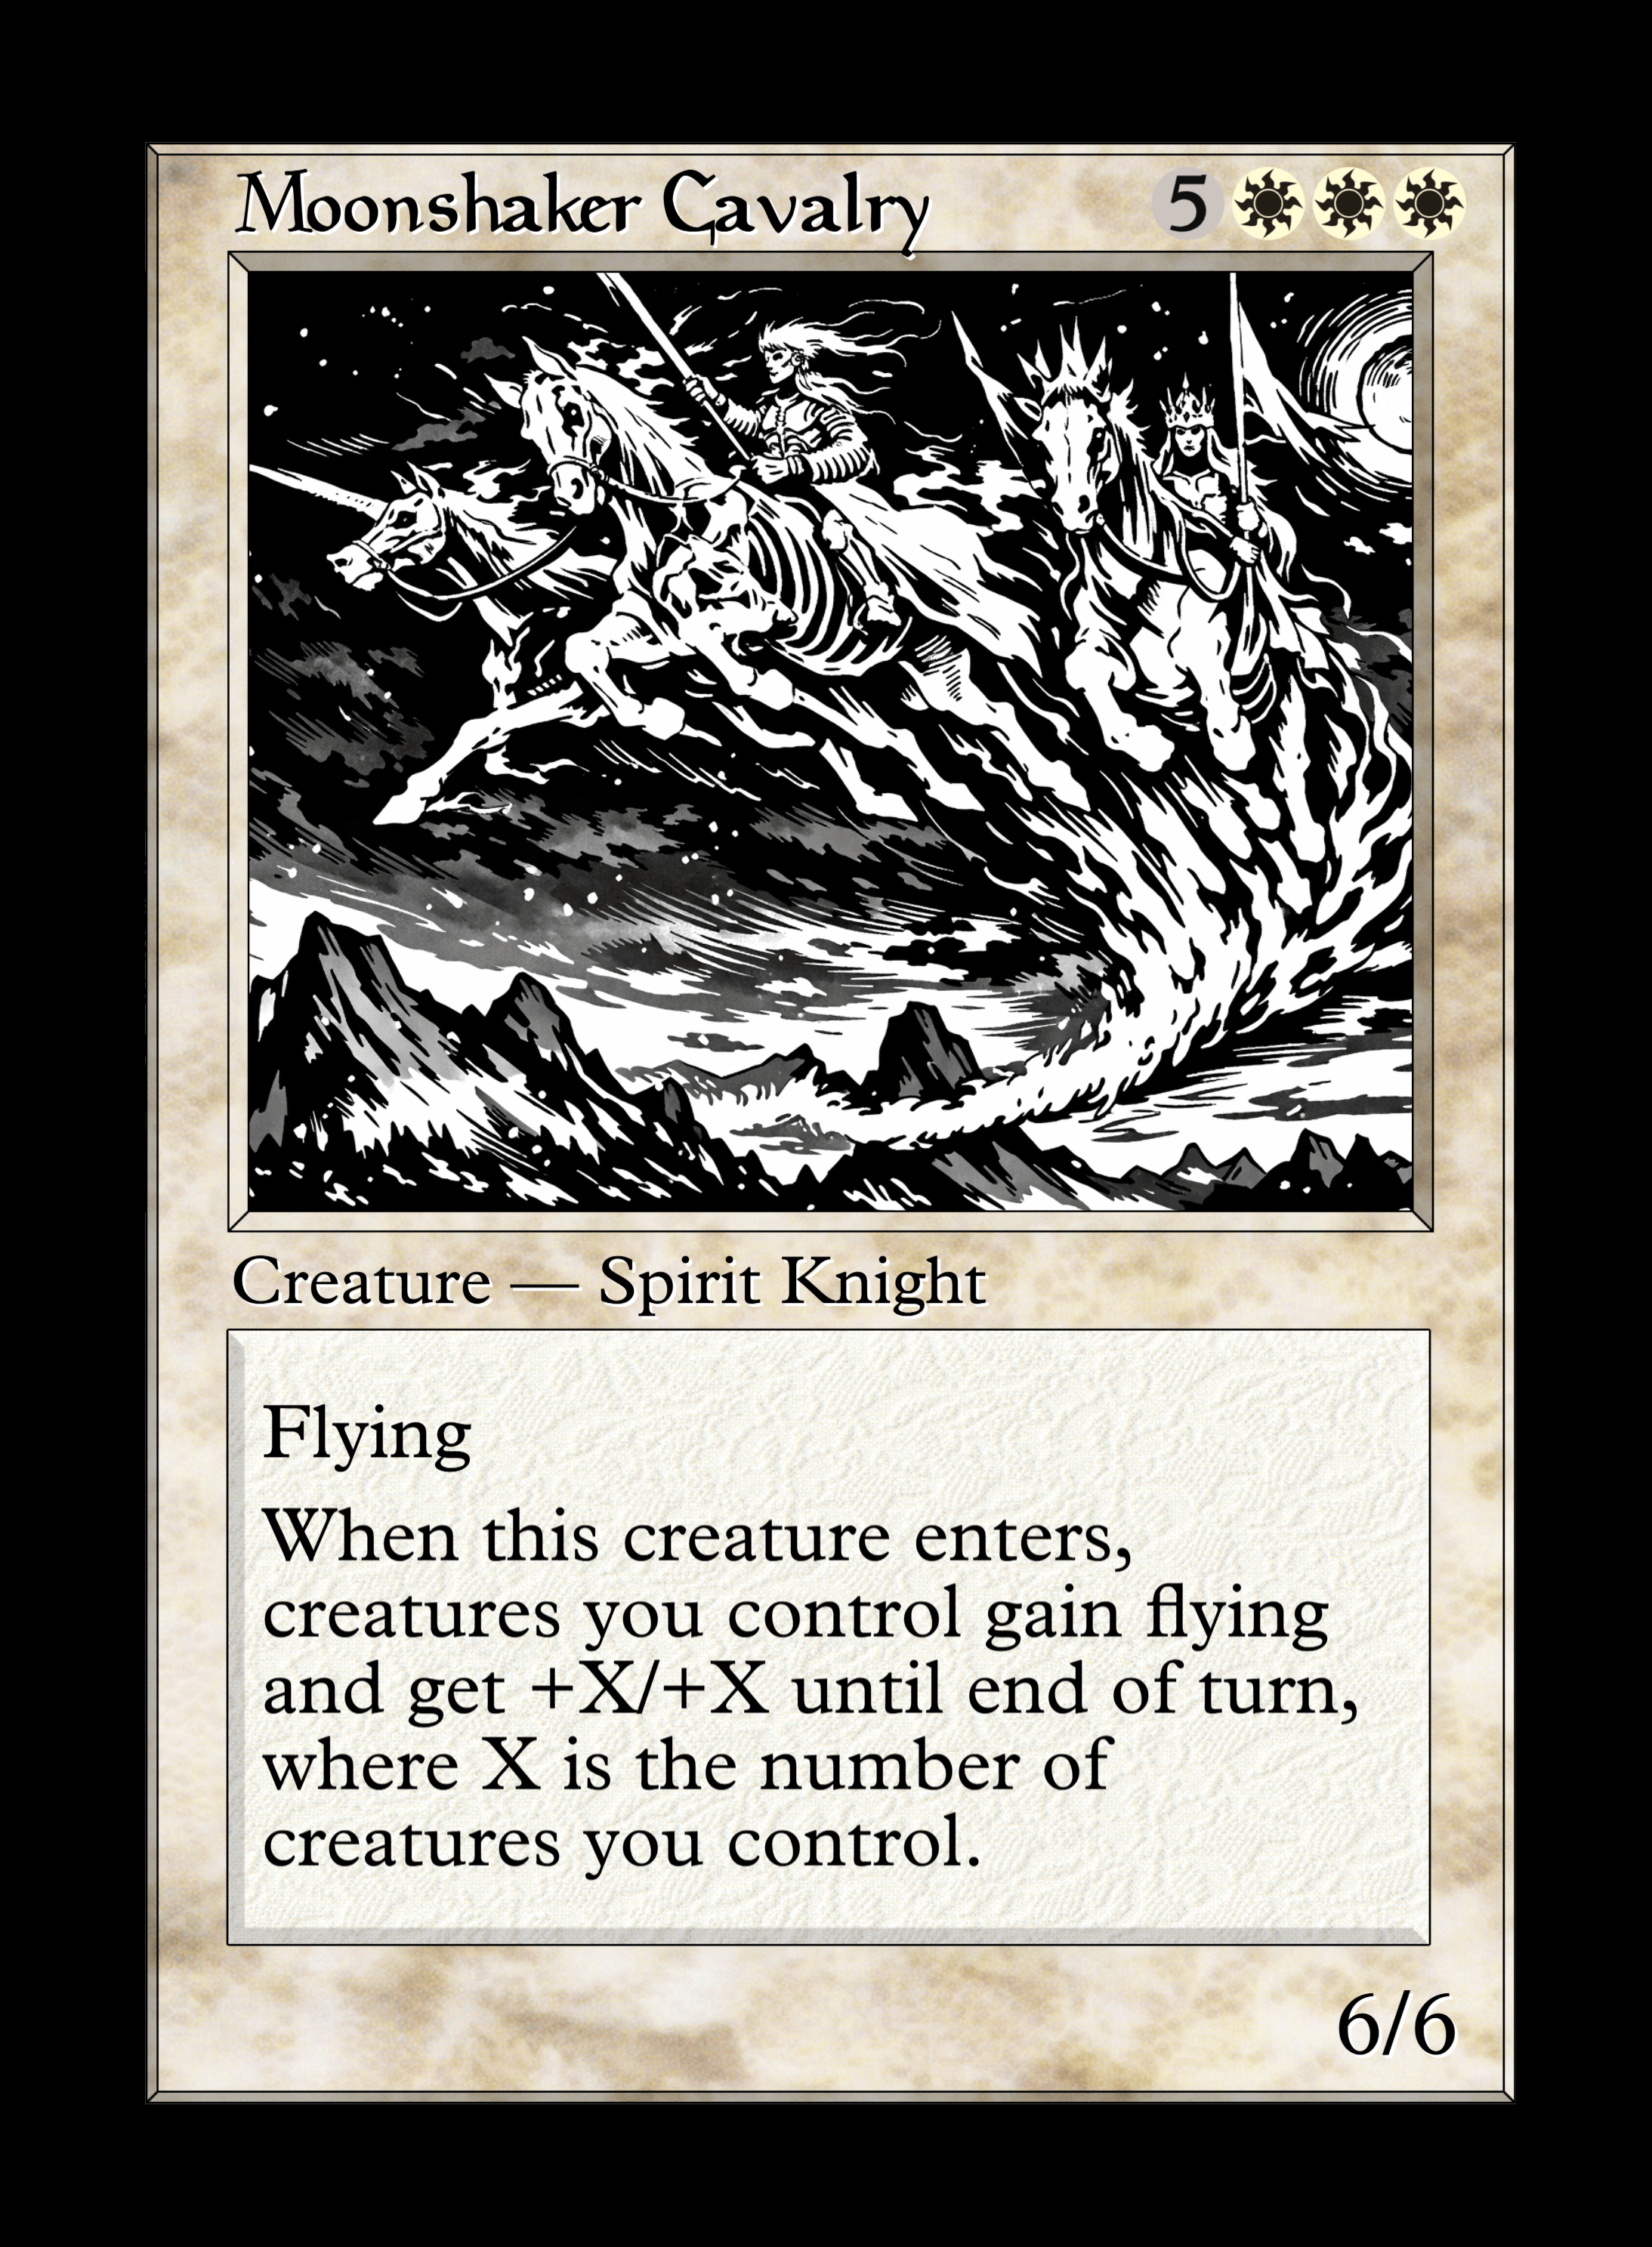 Moonshaker Cavalry 5
Creature — Spirit Knight
Flying
When this creature enters,
creatures you control gain flying
and get +X/+X until end of turn,
where X is the number of
creatures you control.
6/6